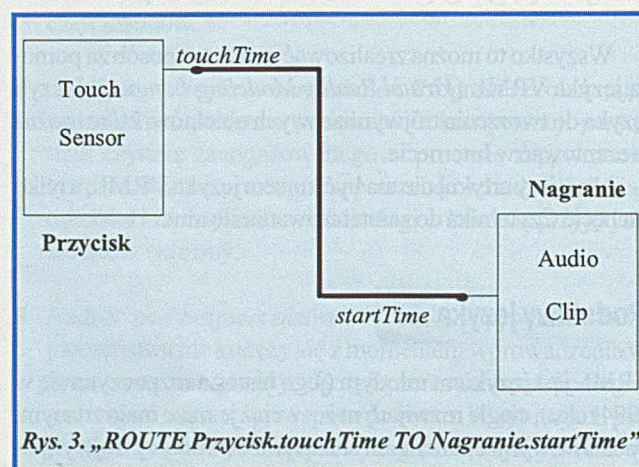 touchTime
Touch
Sensor
Przycisk
Nagranie
Audio
Clip
startTime
Rys. 3. „ROUTE Przycisk.touchTime TO Nagranie.startTime”